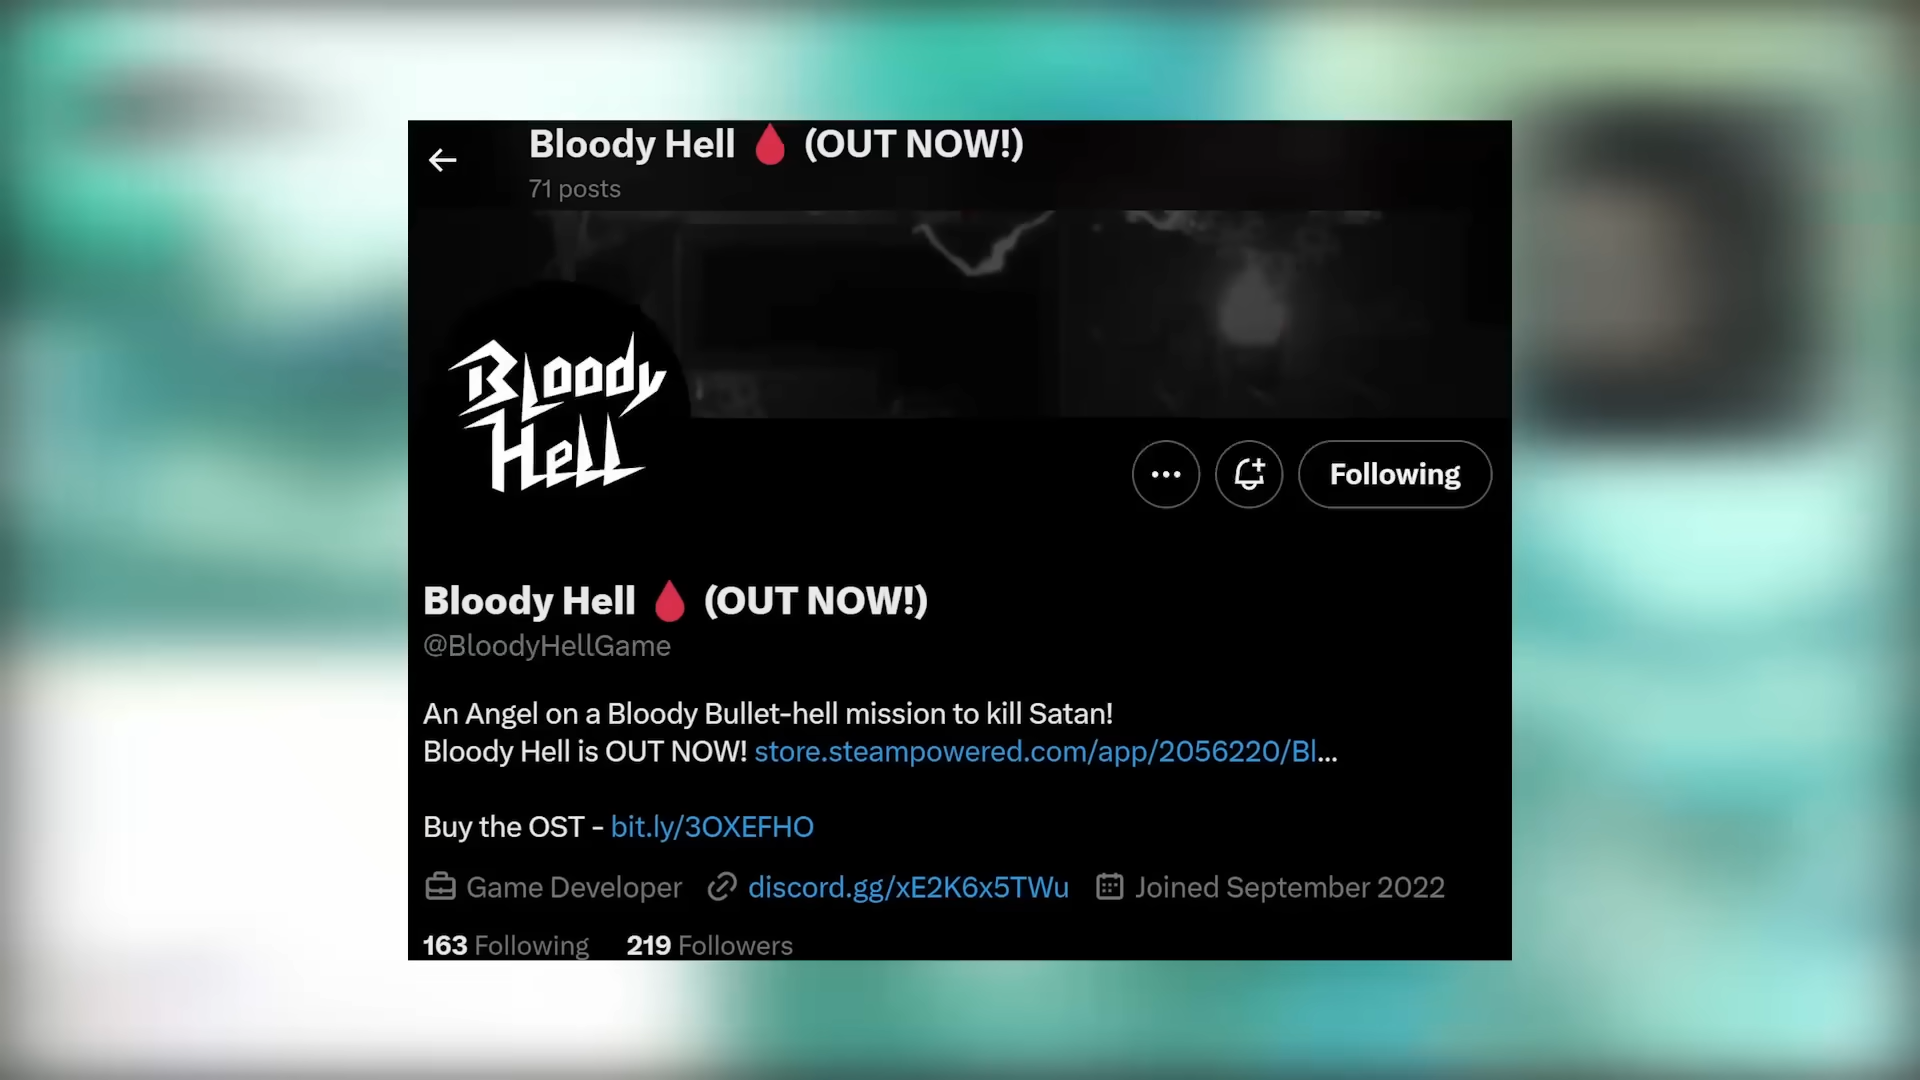 Bloody Hell 🩸 (OUT NOW!)
71 posts
Bloody
Hell
Following
Bloody Hell 🩸 (OUT NOW!)
@BloodyHellGame
An Angel on a Bloody Bullet-hell mission to kill Satan!
Bloody Hell is OUT NOW! store.steampowered.com/app/2056220/Bl...
Buy the OST - bit.ly/3OXEFHO
Game Developer discord.gg/xE2K6x5TWu Joined September 2022
163 Following 219 Followers